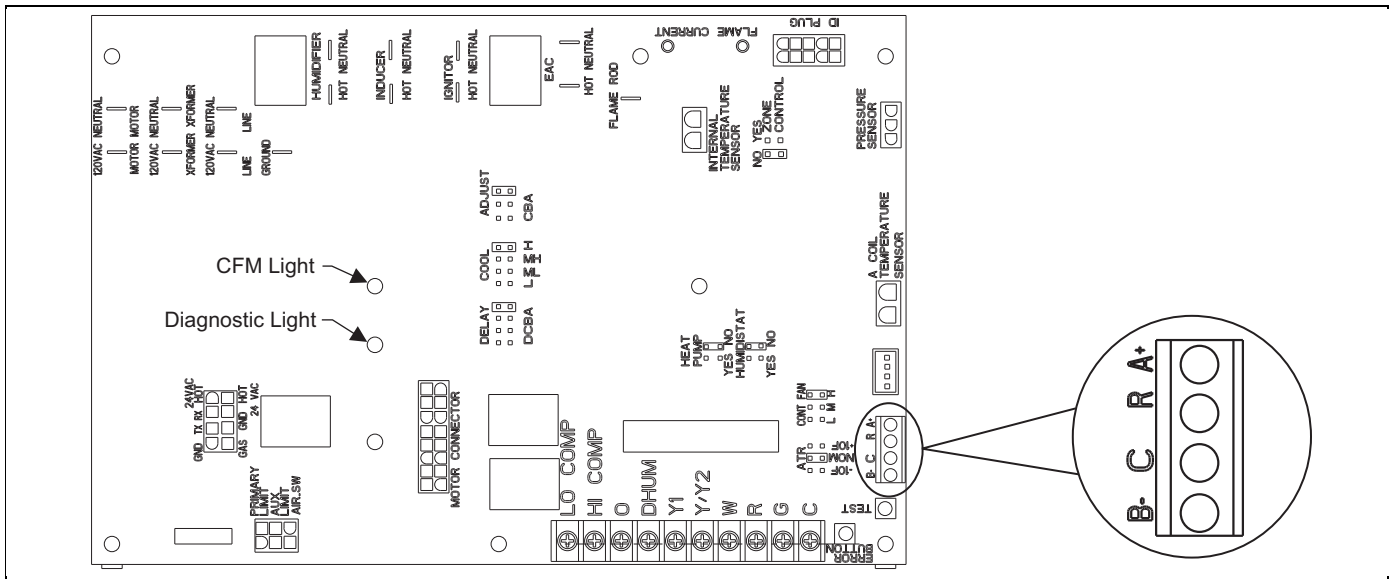 FLAME CURRENT
ID PLUG
HUMIDIFIER
HOT NEUTRAL
INDUCER
HOT NEUTRAL
IGNITOR
HOT NEUTRAL
EAC
HOT NEUTRAL
FLAME ROD
120VAC NEUTRAL
MOTOR MOTOR
120VAC NEUTRAL
XFORMER XFORMER
120VAC NEUTRAL
LINE LINE
GROUND
INTERNAL
TEMPERATURE
SENSOR
NO YES
ZONE
CONTROL
PRESSURE
SENSOR
ADJUST
CBA
COOL
L ML MH H
DELAY
DCBA
A COIL
TEMPERATURE
SENSOR
CFM Light
Diagnostic Light
HEAT
PUMP
YES NO
HUMIDISTAT
YES NO
24VAC
GND TX RX HOT
GAS GND HOT
24 VAC
MOTOR CONNECTOR
CONT FAN
L M H
ATR
-10F NOM +10F
B- C R A+
B- C R A+
PRIMARY
LIMIT
AUX
LIMIT
AIR.SW
LO COMP
HI COMP
O
DHUM
Y1
Y/Y2
W
R
G
C
TEST
ERROR
BUTTON